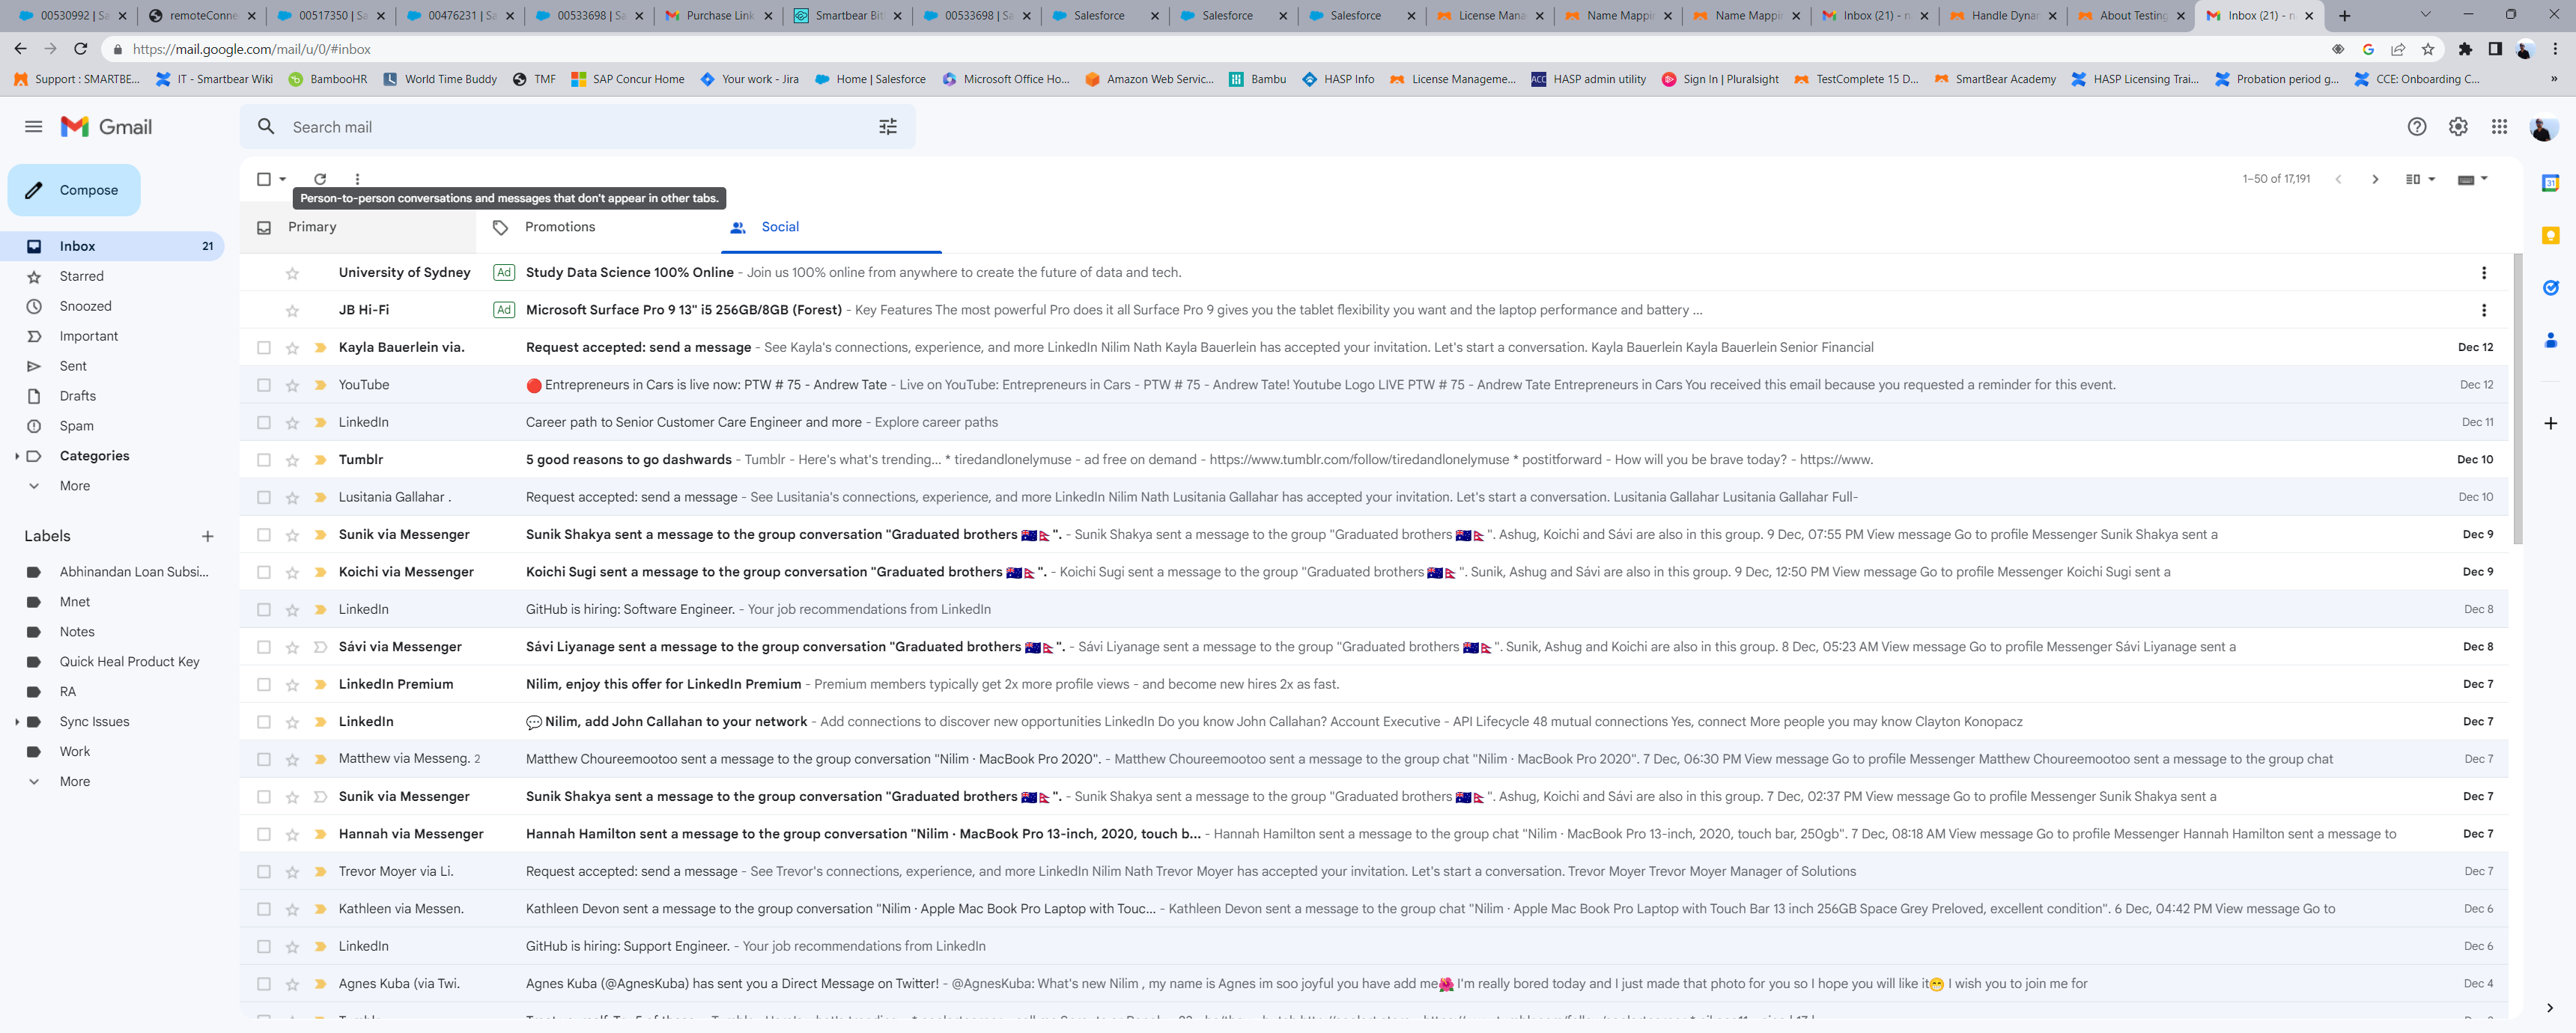 00530992 | Sa
remoteConne
00517350 | Sa
00476231 | Sa
00533698 | Sa
Purchase Link
Smartbear Bit
00533698 | Sa
Salesforce
Salesforce
Salesforce
License Mana
Name Mappin
Name Mappin
Inbox (21) - n
Handle Dynar
About Testing
Inbox (21) - n
https://mail.google.com/mail/u/0/#inbox
Support : SMARTBE...
IT - Smartbear Wiki
BambooHR
World Time Buddy
TMF
SAP Concur Home
Your work - Jira
Home | Salesforce
Microsoft Office Ho...
Amazon Web Servic...
Bambu
HASP Info
License Manageme...
HASP admin utility
Sign In | Pluralsight
TestComplete 15 D...
SmartBear Academy
HASP Licensing Trai...
Probation period g...
CCE: Onboarding C...
»
Gmail
Search mail
Compose
1–50 of 17,191
Person-to-person conversations and messages that don't appear in other tabs.
Primary
Promotions
Social
Inbox 21
Starred
Snoozed
Important
Sent
Drafts
Spam
Categories
More
Labels
Abhinandan Loan Subsi...
Mnet
Notes
Quick Heal Product Key
RA
Sync Issues
Work
More
University of Sydney Ad Study Data Science 100% Online - Join us 100% online from anywhere to create the future of data and tech.
JB Hi-Fi Ad Microsoft Surface Pro 9 13" i5 256GB/8GB (Forest) - Key Features The most powerful Pro does it all Surface Pro 9 gives you the tablet flexibility you want and the laptop performance and battery ...
Kayla Bauerlein via. Request accepted: send a message - See Kayla's connections, experience, and more LinkedIn Nilim Nath Kayla Bauerlein has accepted your invitation. Let's start a conversation. Kayla Bauerlein Kayla Bauerlein Senior Financial Dec 12
YouTube 🔴 Entrepreneurs in Cars is live now: PTW # 75 - Andrew Tate - Live on YouTube: Entrepreneurs in Cars - PTW # 75 - Andrew Tate! Youtube Logo LIVE PTW # 75 - Andrew Tate Entrepreneurs in Cars You received this email because you requested a reminder for this event. Dec 12
LinkedIn Career path to Senior Customer Care Engineer and more - Explore career paths Dec 11
Tumblr 5 good reasons to go dashwards - Tumblr - Here's what's trending... * tiredandlonelymuse - ad free on demand - https://www.tumblr.com/follow/tiredandlonelymuse * postitforward - How will you be brave today? - https://www. Dec 10
Lusitania Gallahar . Request accepted: send a message - See Lusitania's connections, experience, and more LinkedIn Nilim Nath Lusitania Gallahar has accepted your invitation. Let's start a conversation. Lusitania Gallahar Lusitania Gallahar Full- Dec 10
Sunik via Messenger Sunik Shakya sent a message to the group conversation "Graduated brothers 🇦🇺🇳🇵". - Sunik Shakya sent a message to the group "Graduated brothers 🇦🇺🇳🇵". Ashug, Koichi and Sávi are also in this group. 9 Dec, 07:55 PM View message Go to profile Messenger Sunik Shakya sent a Dec 9
Koichi via Messenger Koichi Sugi sent a message to the group conversation "Graduated brothers 🇦🇺🇳🇵". - Koichi Sugi sent a message to the group "Graduated brothers 🇦🇺🇳🇵". Sunik, Ashug and Sávi are also in this group. 9 Dec, 12:50 PM View message Go to profile Messenger Koichi Sugi sent a Dec 9
LinkedIn GitHub is hiring: Software Engineer. - Your job recommendations from LinkedIn Dec 8
Sávi via Messenger Sávi Liyanage sent a message to the group conversation "Graduated brothers 🇦🇺🇳🇵". - Sávi Liyanage sent a message to the group "Graduated brothers 🇦🇺🇳🇵". Sunik, Ashug and Koichi are also in this group. 8 Dec, 05:23 AM View message Go to profile Messenger Sávi Liyanage sent a Dec 8
LinkedIn Premium Nilim, enjoy this offer for LinkedIn Premium - Premium members typically get 2x more profile views - and become new hires 2x as fast. Dec 7
LinkedIn 💬 Nilim, add John Callahan to your network - Add connections to discover new opportunities LinkedIn Do you know John Callahan? Account Executive - API Lifecycle 48 mutual connections Yes, connect More people you may know Clayton Konopacz Dec 7
Matthew via Messeng. 2 Matthew Choureemootoo sent a message to the group conversation "Nilim · MacBook Pro 2020". - Matthew Choureemootoo sent a message to the group chat "Nilim · MacBook Pro 2020". 7 Dec, 06:30 PM View message Go to profile Messenger Matthew Choureemootoo sent a message to the group chat Dec 7
Sunik via Messenger Sunik Shakya sent a message to the group conversation "Graduated brothers 🇦🇺🇳🇵". - Sunik Shakya sent a message to the group "Graduated brothers 🇦🇺🇳🇵". Ashug, Koichi and Sávi are also in this group. 7 Dec, 02:37 PM View message Go to profile Messenger Sunik Shakya sent a Dec 7
Hannah via Messenger Hannah Hamilton sent a message to the group conversation "Nilim · MacBook Pro 13-inch, 2020, touch b... - Hannah Hamilton sent a message to the group chat "Nilim · MacBook Pro 13-inch, 2020, touch bar, 250gb". 7 Dec, 08:18 AM View message Go to profile Messenger Hannah Hamilton sent a message to Dec 7
Trevor Moyer via Li. Request accepted: send a message - See Trevor's connections, experience, and more LinkedIn Nilim Nath Trevor Moyer has accepted your invitation. Let's start a conversation. Trevor Moyer Trevor Moyer Manager of Solutions Dec 7
Kathleen via Messen. Kathleen Devon sent a message to the group conversation "Nilim · Apple Mac Book Pro Laptop with Touc... - Kathleen Devon sent a message to the group chat "Nilim · Apple Mac Book Pro Laptop with Touch Bar 13 inch 256GB Space Grey Preloved, excellent condition". 6 Dec, 04:42 PM View message Go to Dec 6
LinkedIn GitHub is hiring: Support Engineer. - Your job recommendations from LinkedIn Dec 6
Agnes Kuba (via Twi. Agnes Kuba (@AgnesKuba) has sent you a Direct Message on Twitter! - @AgnesKuba: What's new Nilim , my name is Agnes im soo joyful you have add me🌺 I'm really bored today and I just made that photo for you so I hope you will like it😁 I wish you to join me for Dec 4